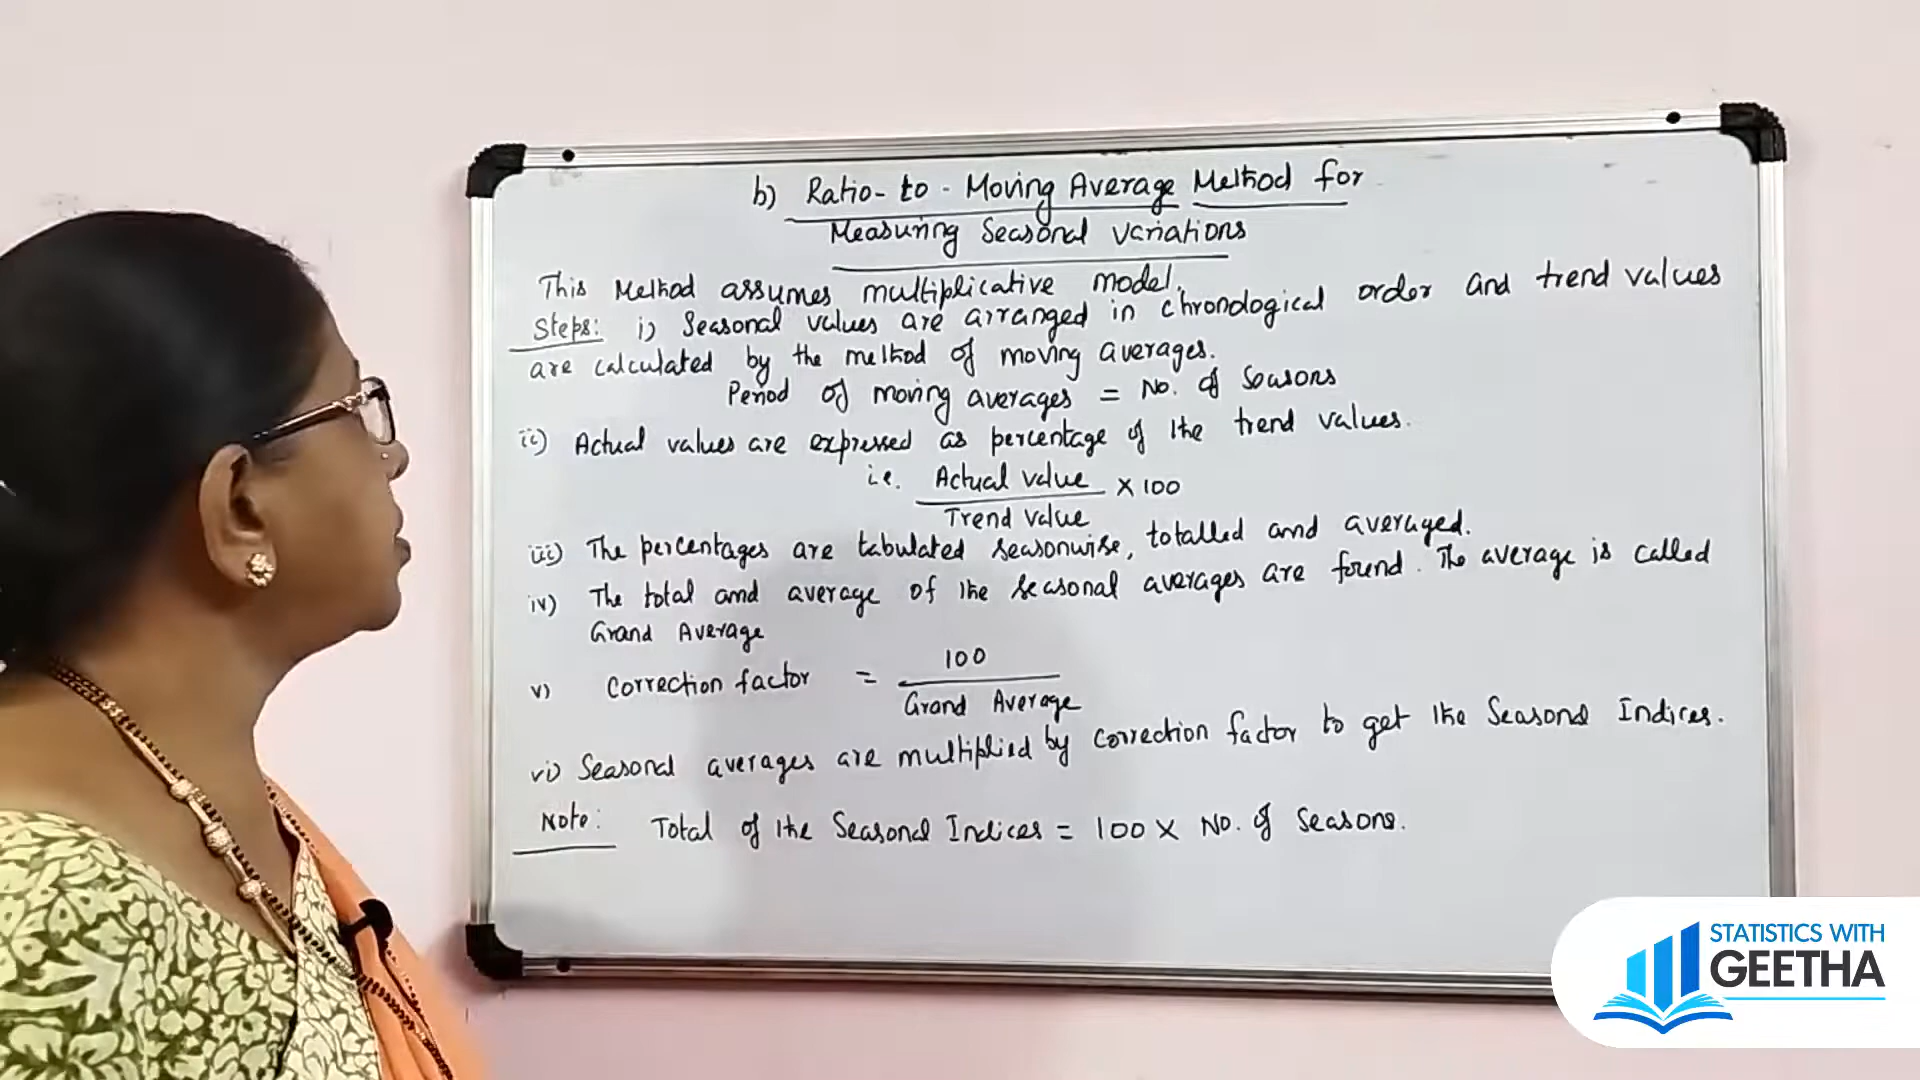 b) Ratio-to-Moving Average Method for
Measuring Seasonal Variations
This Method assumes multiplicative model.
Steps: i) Seasonal values are arranged in chronological order and trend values
are calculated by the method of moving averages.
Period of moving averages = No. of Seasons
ii) Actual values are expressed as percentage of the trend values.
i.e. Actual value
× 100
Trend value
iii) The percentages are tabulated seasonwise, totalled and averaged.
iv) The total and average of the seasonal averages are found. The average is called
Grand Average
v) Correction factor = 100
Grand Average
vi) Seasonal averages are multiplied by correction factor to get the Seasonal Indices.
Note: Total of the Seasonal Indices = 100 × No. of Seasons.
STATISTICS WITH
GEETHA